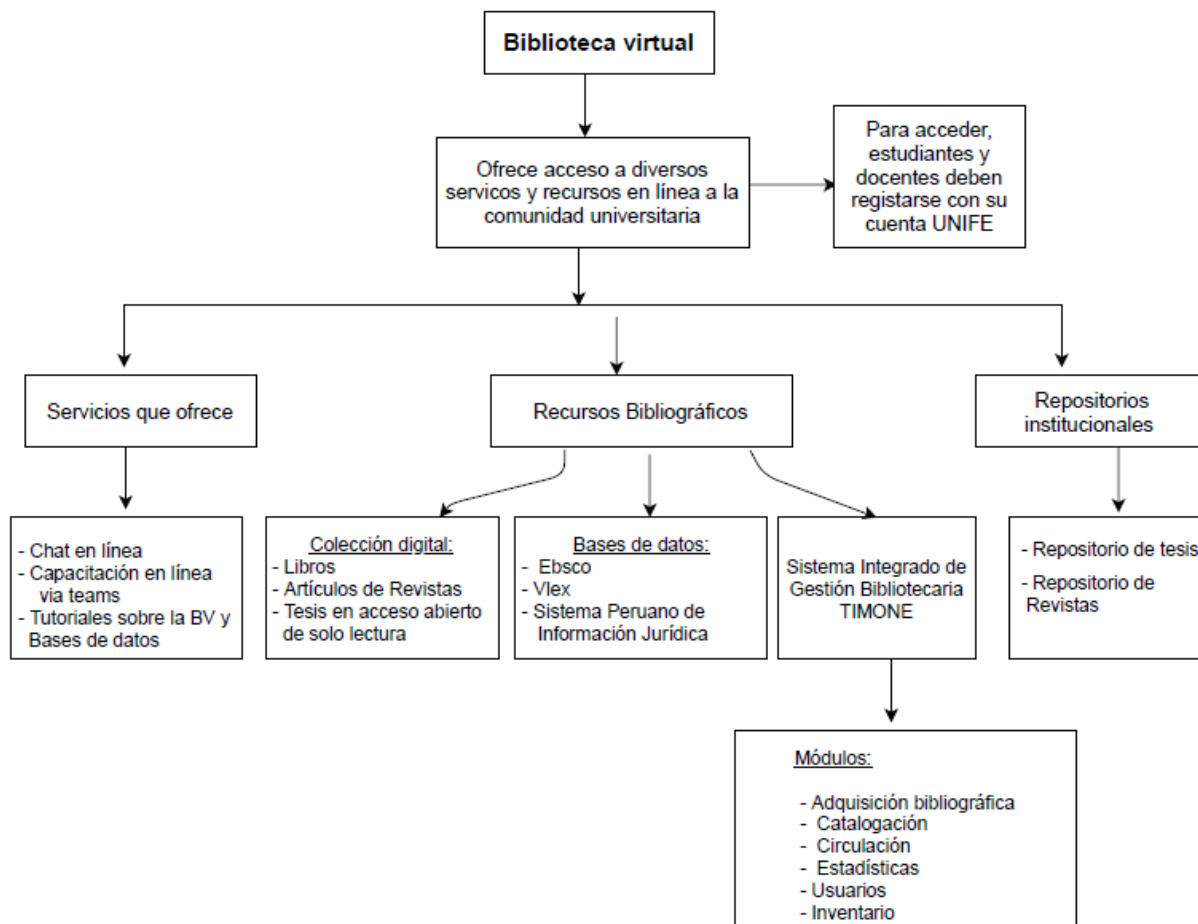 Biblioteca virtual
Ofrece acceso a diversos
servicos y recursos en línea a la
comunidad universitaria
Para acceder,
estudiantes y
docentes deben
registarse con su
cuenta UNIFE
Servicios que ofrece
Recursos Bibliográficos
Repositorios
institucionales
- Chat en línea
- Capacitación en línea
via teams
- Tutoriales sobre la BV y
Bases de datos
Colección digital:
- Libros
- Artículos de Revistas
- Tesis en acceso abierto
de solo lectura
Bases de datos:
- Ebsco
- Vlex
- Sistema Peruano de
Información Jurídica
Sistema Integrado de
Gestión Bibliotecaria
TIMONE
- Repositorio de tesis
- Repositorio de
Revistas
Módulos:
- Adquisición bibliográfica
- Catalogación
- Circulación
- Estadísticas
- Usuarios
- Inventario